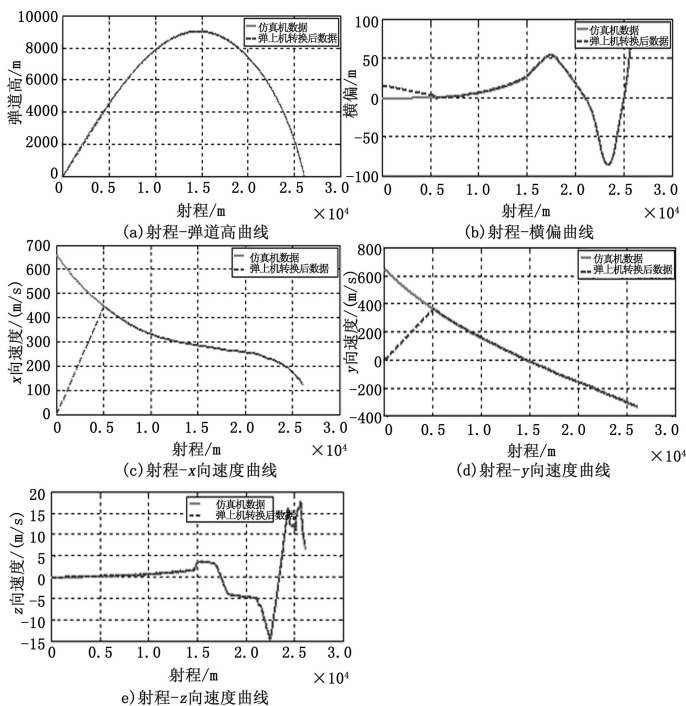 10000
8000
6000
4000
2000
0
弹道高/m
仿真机数据
弹上机转换后数据
0 0.5 1.0 1.5 2.0 2.5 3.0
射程/m
×10⁴
(a)射程-弹道高曲线
50
0
-50
-100
横偏/m
仿真机数据
弹上机转换后数据
0 0.5 1.0 1.5 2.0 2.5 3.0
射程/m
×10⁴
(b)射程-横偏曲线
700
600
500
400
300
200
100
0
x向速度/(m/s)
仿真机数据
弹上机转换后数据
0 0.5 1.0 1.5 2.0 2.5 3.0
射程/m
×10⁴
(c)射程-x向速度曲线
800
600
400
200
0
-200
-400
y向速度/(m/s)
仿真机数据
弹上机转换后数据
0 0.5 1.0 1.5 2.0 2.5 3.0
射程/m
×10⁴
(d)射程-y向速度曲线
20
15
10
5
0
-5
-10
-15
z向速度/(m/s)
仿真机数据
弹上机转换后数据
0 0.5 1.0 1.5 2.0 2.5 3.0
射程/m
×10⁴
e)射程-z向速度曲线